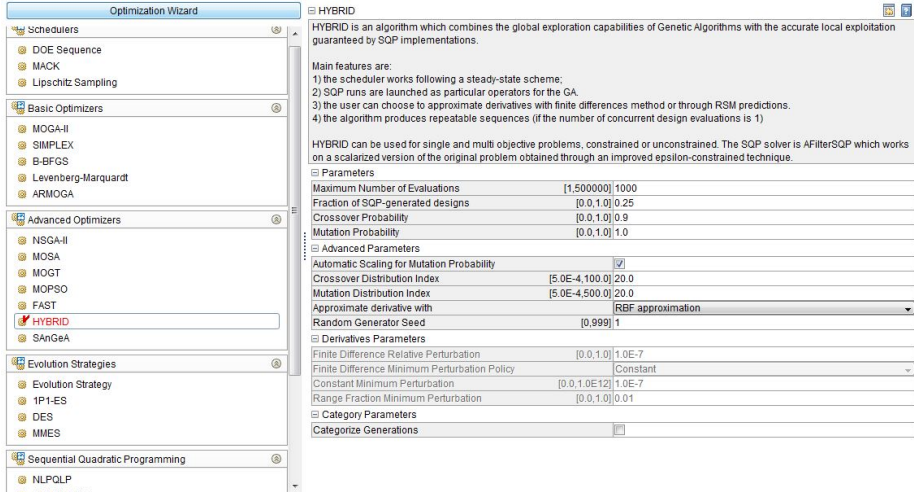 Optimization Wizard
Schedulers
DOE Sequence
MACK
Lipschitz Sampling
Basic Optimizers
MOGA-II
SIMPLEX
B-BFGS
Levenberg-Marquardt
ARMOGA
Advanced Optimizers
NSGA-II
MOSA
MOGT
MOPSO
FAST
HYBRID
SAnGeA
Evolution Strategies
Evolution Strategy
1P1-ES
DES
MMES
Sequential Quadratic Programming
NLPQLP
HYBRID
HYBRID is an algorithm which combines the global exploration capabilities of Genetic Algorithms with the accurate local exploitation
guaranteed by SQP implementations.
Main features are:
1) the scheduler works following a steady-state scheme;
2) SQP runs are launched as particular operators for the GA.
3) the user can choose to approximate derivatives with finite differences method or through RSM predictions.
4) the algorithm produces repeatable sequences (if the number of concurrent design evaluations is 1)
HYBRID can be used for single and multi objective problems, constrained or unconstrained. The SQP solver is AFilterSQP which works
on a scalarized version of the original problem obtained through an improved epsilon-constrained technique.
Parameters
Maximum Number of Evaluations [1,500000] 1000
Fraction of SQP-generated designs [0.0,1.0] 0.25
Crossover Probability [0.0,1.0] 0.9
Mutation Probability [0.0,1.0] 1.0
Advanced Parameters
Automatic Scaling for Mutation Probability
Crossover Distribution Index [5.0E-4,100.0] 20.0
Mutation Distribution Index [5.0E-4,500.0] 20.0
Approximate derivative with RBF approximation
Random Generator Seed [0,999] 1
Derivatives Parameters
Finite Difference Relative Perturbation [0.0,1.0] 1.0E-7
Finite Difference Minimum Perturbation Policy Constant
Constant Minimum Perturbation [0.0,1.0E12] 1.0E-7
Range Fraction Minimum Perturbation [0.0,1.0] 0.01
Category Parameters
Categorize Generations